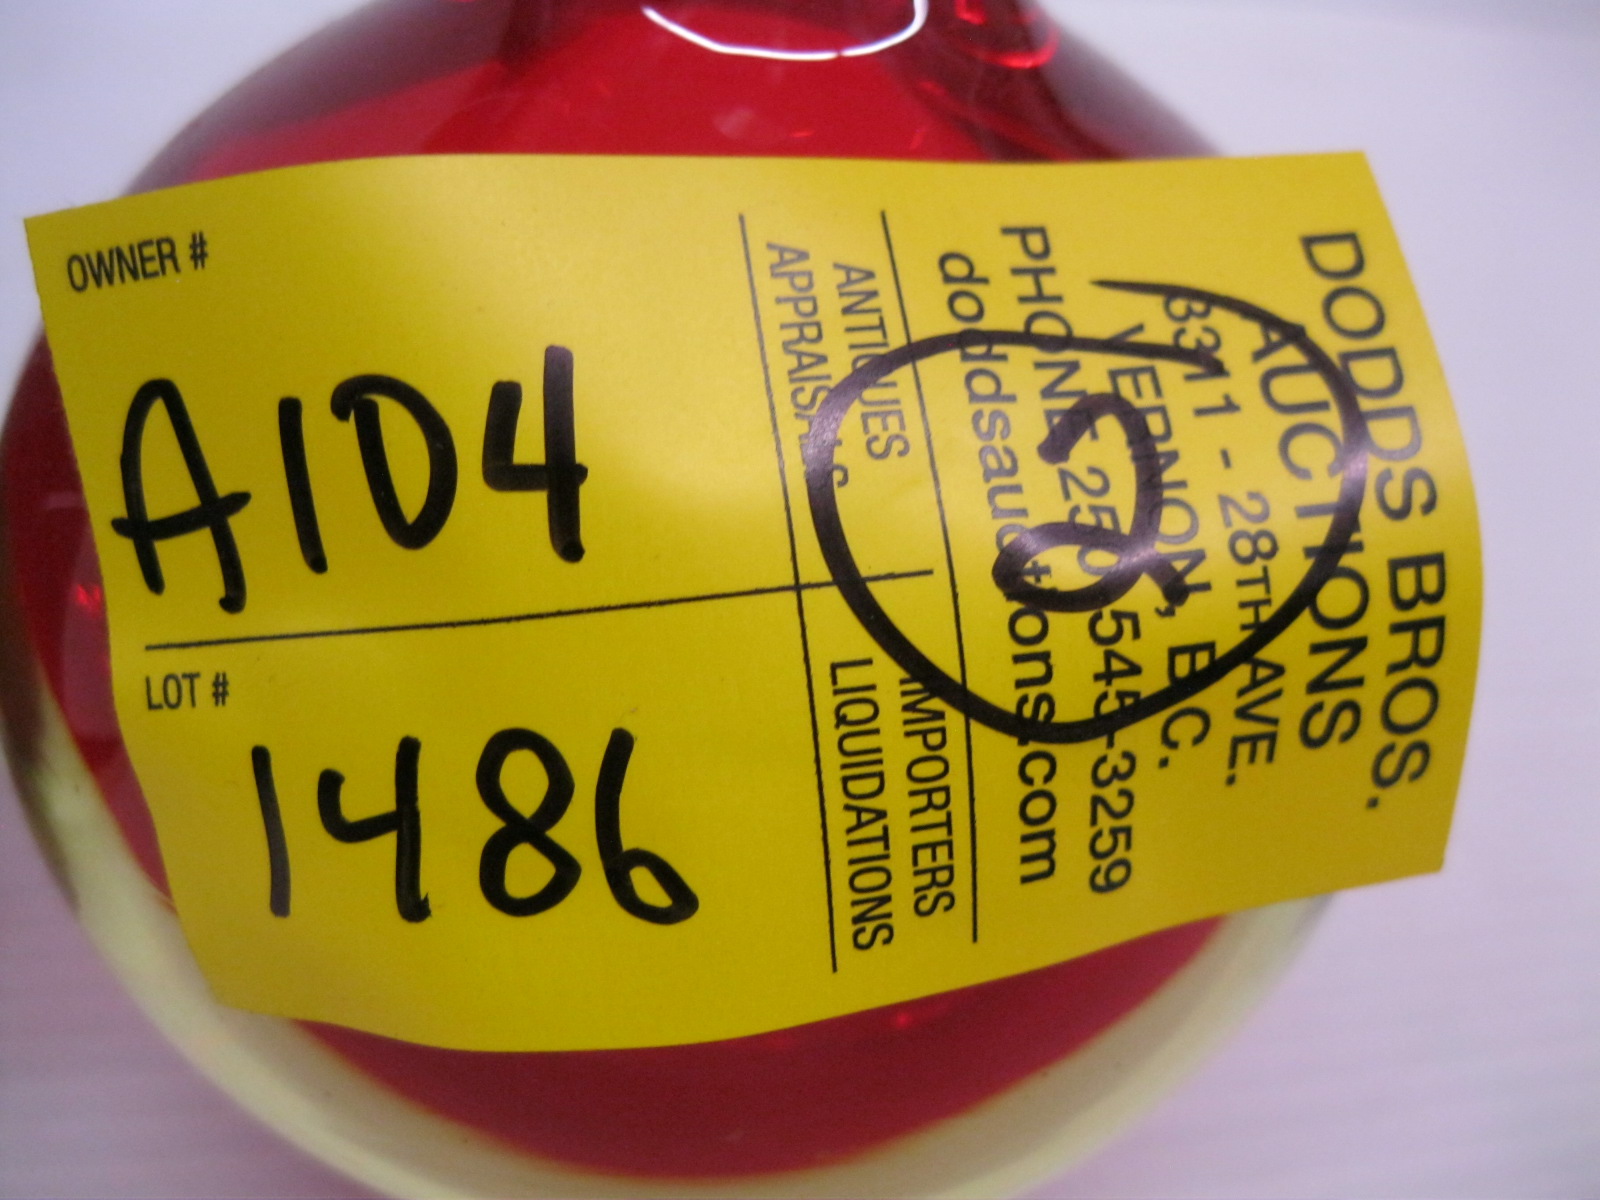 DODDS BROS.
AUCTIONS
3311 - 28TH AVE.
VERNON, B.C.
PHONE 250 545-3259
doddsauctions.com
ANTIQUES IMPORTERS
APPRAISALS LIQUIDATIONS
2
OWNER #
A104
LOT #
1486